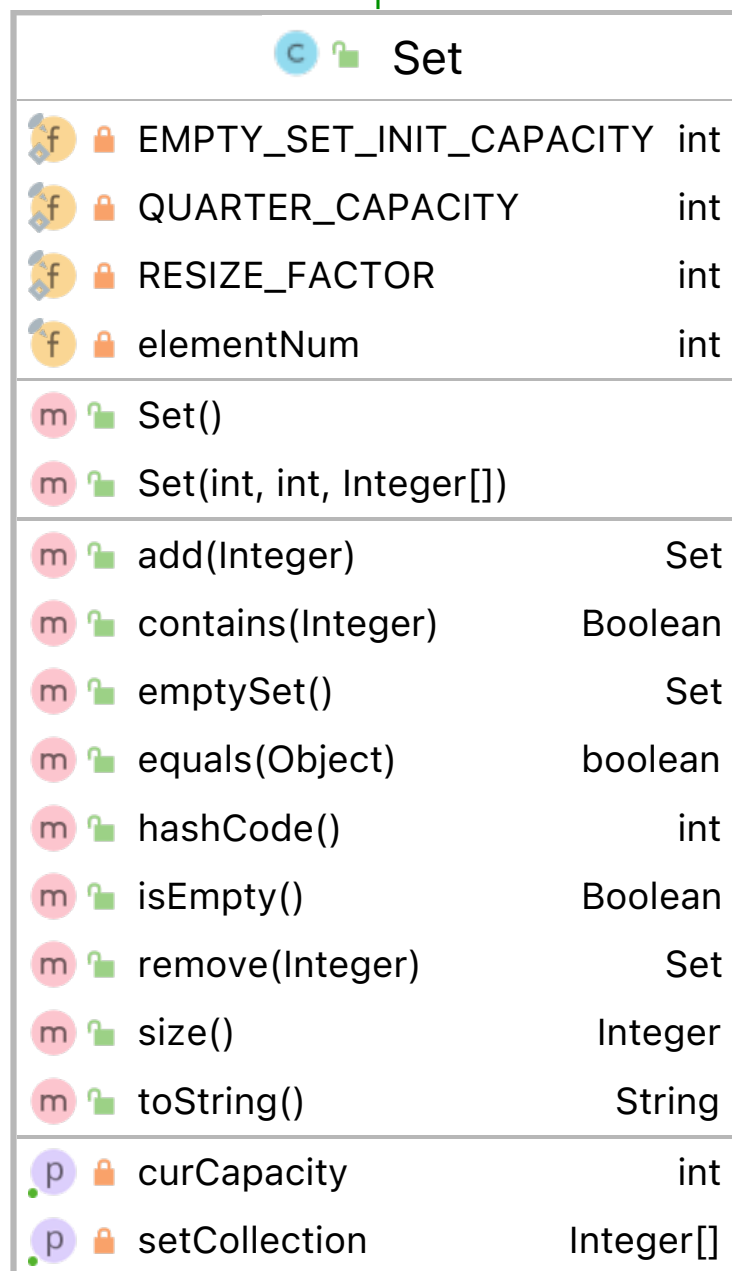 C Set
f EMPTY_SET_INIT_CAPACITY int
f QUARTER_CAPACITY int
f RESIZE_FACTOR int
f elementNum int
m Set()
m Set(int, int, Integer[])
m add(Integer) Set
m contains(Integer) Boolean
m emptySet() Set
m equals(Object) boolean
m hashCode() int
m isEmpty() Boolean
m remove(Integer) Set
m size() Integer
m toString() String
p curCapacity int
p setCollection Integer[]